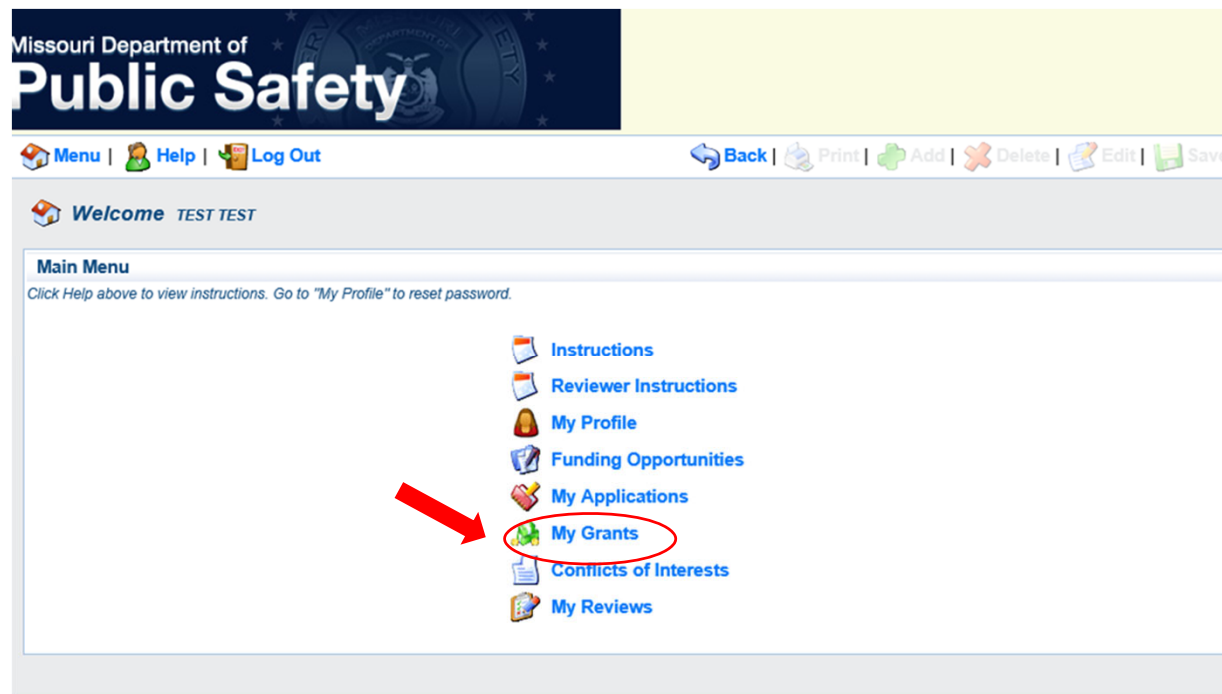 Missouri Department of
Public Safety
Menu | Help | Log Out
Back | Print | Add | Delete | Edit | Save
Welcome TEST TEST
Main Menu
Click Help above to view instructions. Go to "My Profile" to reset password.
Instructions
Reviewer Instructions
My Profile
Funding Opportunities
My Applications
My Grants
Conflicts of Interests
My Reviews